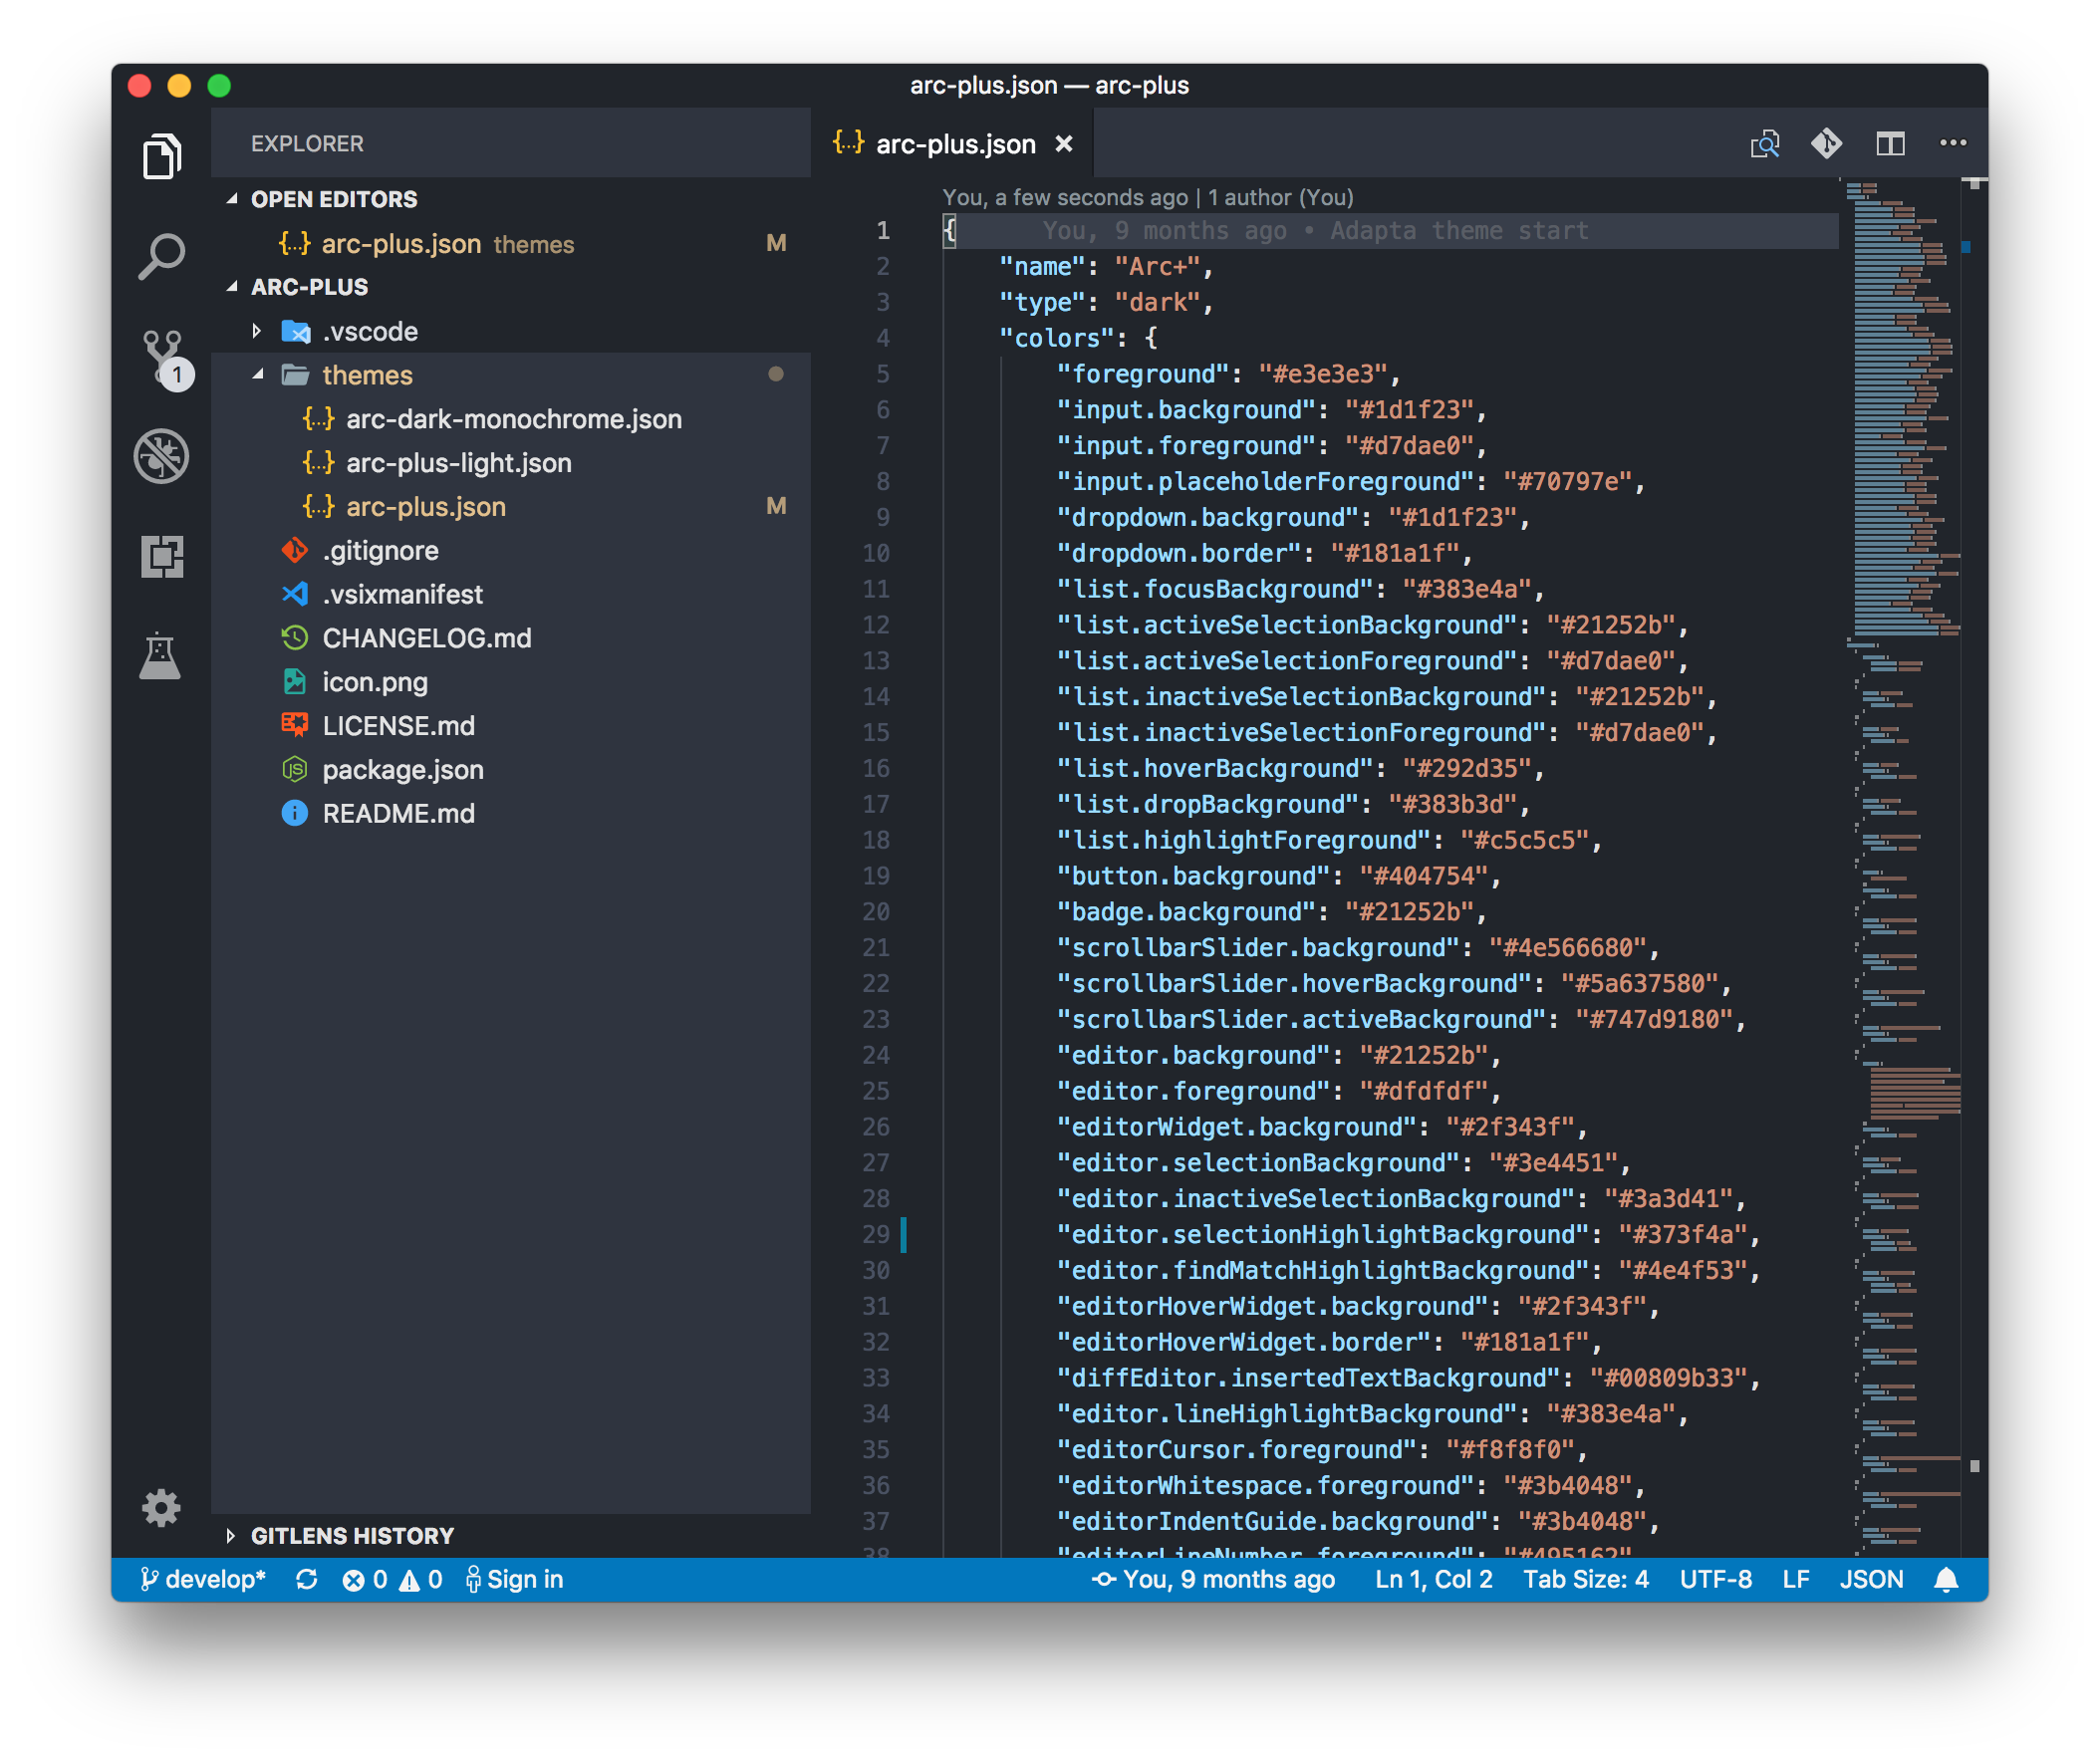 arc-plus.json — arc-plus
EXPLORER
OPEN EDITORS
{..} arc-plus.json themes M
ARC-PLUS
.vscode
themes
{..} arc-dark-monochrome.json
{..} arc-plus-light.json
{..} arc-plus.json M
.gitignore
.vsixmanifest
CHANGELOG.md
icon.png
LICENSE.md
JS package.json
i README.md
GITLENS HISTORY
1
{..} arc-plus.json ×
You, a few seconds ago | 1 author (You)
1 { You, 9 months ago • Adapta theme start
2 "name": "Arc+",
3 "type": "dark",
4 "colors": {
5 "foreground": "#e3e3e3",
6 "input.background": "#1d1f23",
7 "input.foreground": "#d7dae0",
8 "input.placeholderForeground": "#70797e",
9 "dropdown.background": "#1d1f23",
10 "dropdown.border": "#181a1f",
11 "list.focusBackground": "#383e4a",
12 "list.activeSelectionBackground": "#21252b",
13 "list.activeSelectionForeground": "#d7dae0",
14 "list.inactiveSelectionBackground": "#21252b",
15 "list.inactiveSelectionForeground": "#d7dae0",
16 "list.hoverBackground": "#292d35",
17 "list.dropBackground": "#383b3d",
18 "list.highlightForeground": "#c5c5c5",
19 "button.background": "#404754",
20 "badge.background": "#21252b",
21 "scrollbarSlider.background": "#4e566680",
22 "scrollbarSlider.hoverBackground": "#5a637580",
23 "scrollbarSlider.activeBackground": "#747d9180",
24 "editor.background": "#21252b",
25 "editor.foreground": "#dfdfdf",
26 "editorWidget.background": "#2f343f",
27 "editor.selectionBackground": "#3e4451",
28 "editor.inactiveSelectionBackground": "#3a3d41",
29 "editor.selectionHighlightBackground": "#373f4a",
30 "editor.findMatchHighlightBackground": "#4e4f53",
31 "editorHoverWidget.background": "#2f343f",
32 "editorHoverWidget.border": "#181a1f",
33 "diffEditor.insertedTextBackground": "#00809b33",
34 "editor.lineHighlightBackground": "#383e4a",
35 "editorCursor.foreground": "#f8f8f0",
36 "editorWhitespace.foreground": "#3b4048",
37 "editorIndentGuide.background": "#3b4048",
38 "editorLineNumber.foreground": "#495162"
develop* 0 0 Sign in You, 9 months ago Ln 1, Col 2 Tab Size: 4 UTF-8 LF JSON